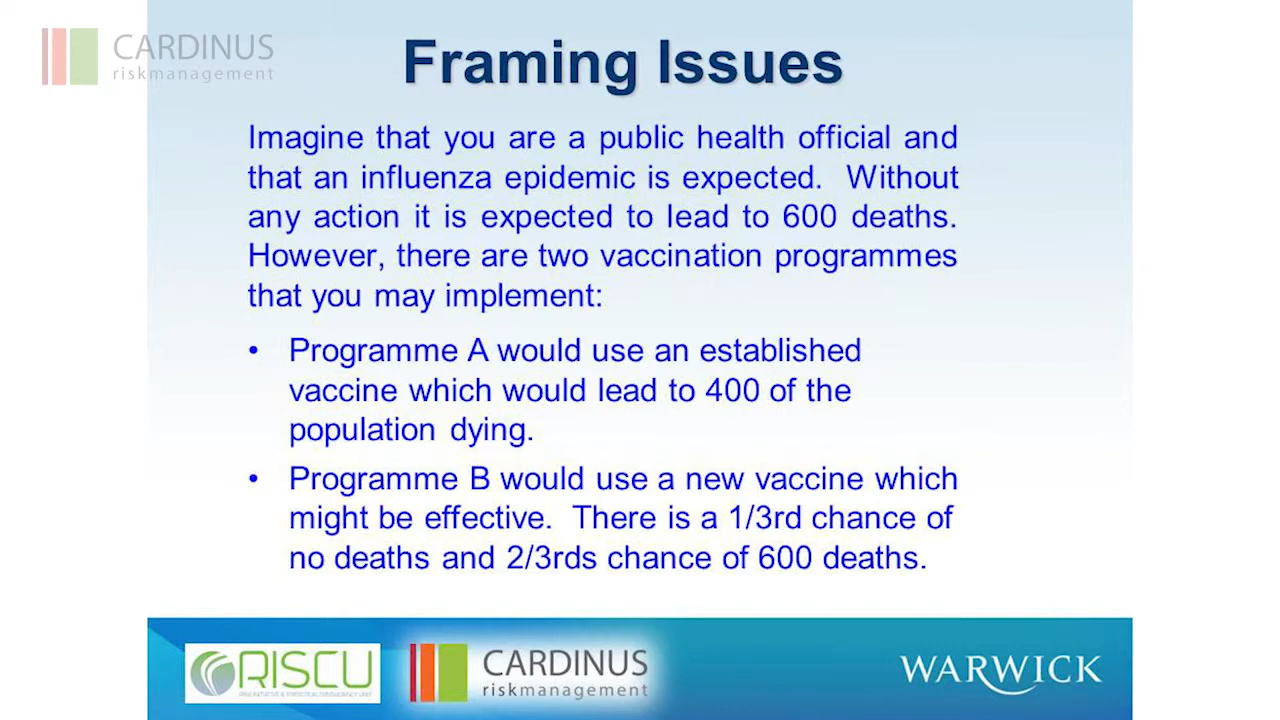 CARDINUS
riskmanagement
Framing Issues
Imagine that you are a public health official and
that an influenza epidemic is expected. Without
any action it is expected to lead to 600 deaths.
However, there are two vaccination programmes
that you may implement:
• Programme A would use an established
vaccine which would lead to 400 of the
population dying.
• Programme B would use a new vaccine which
might be effective. There is a 1/3rd chance of
no deaths and 2/3rds chance of 600 deaths.
RISCU
CARDINUS
riskmanagement
WARWICK